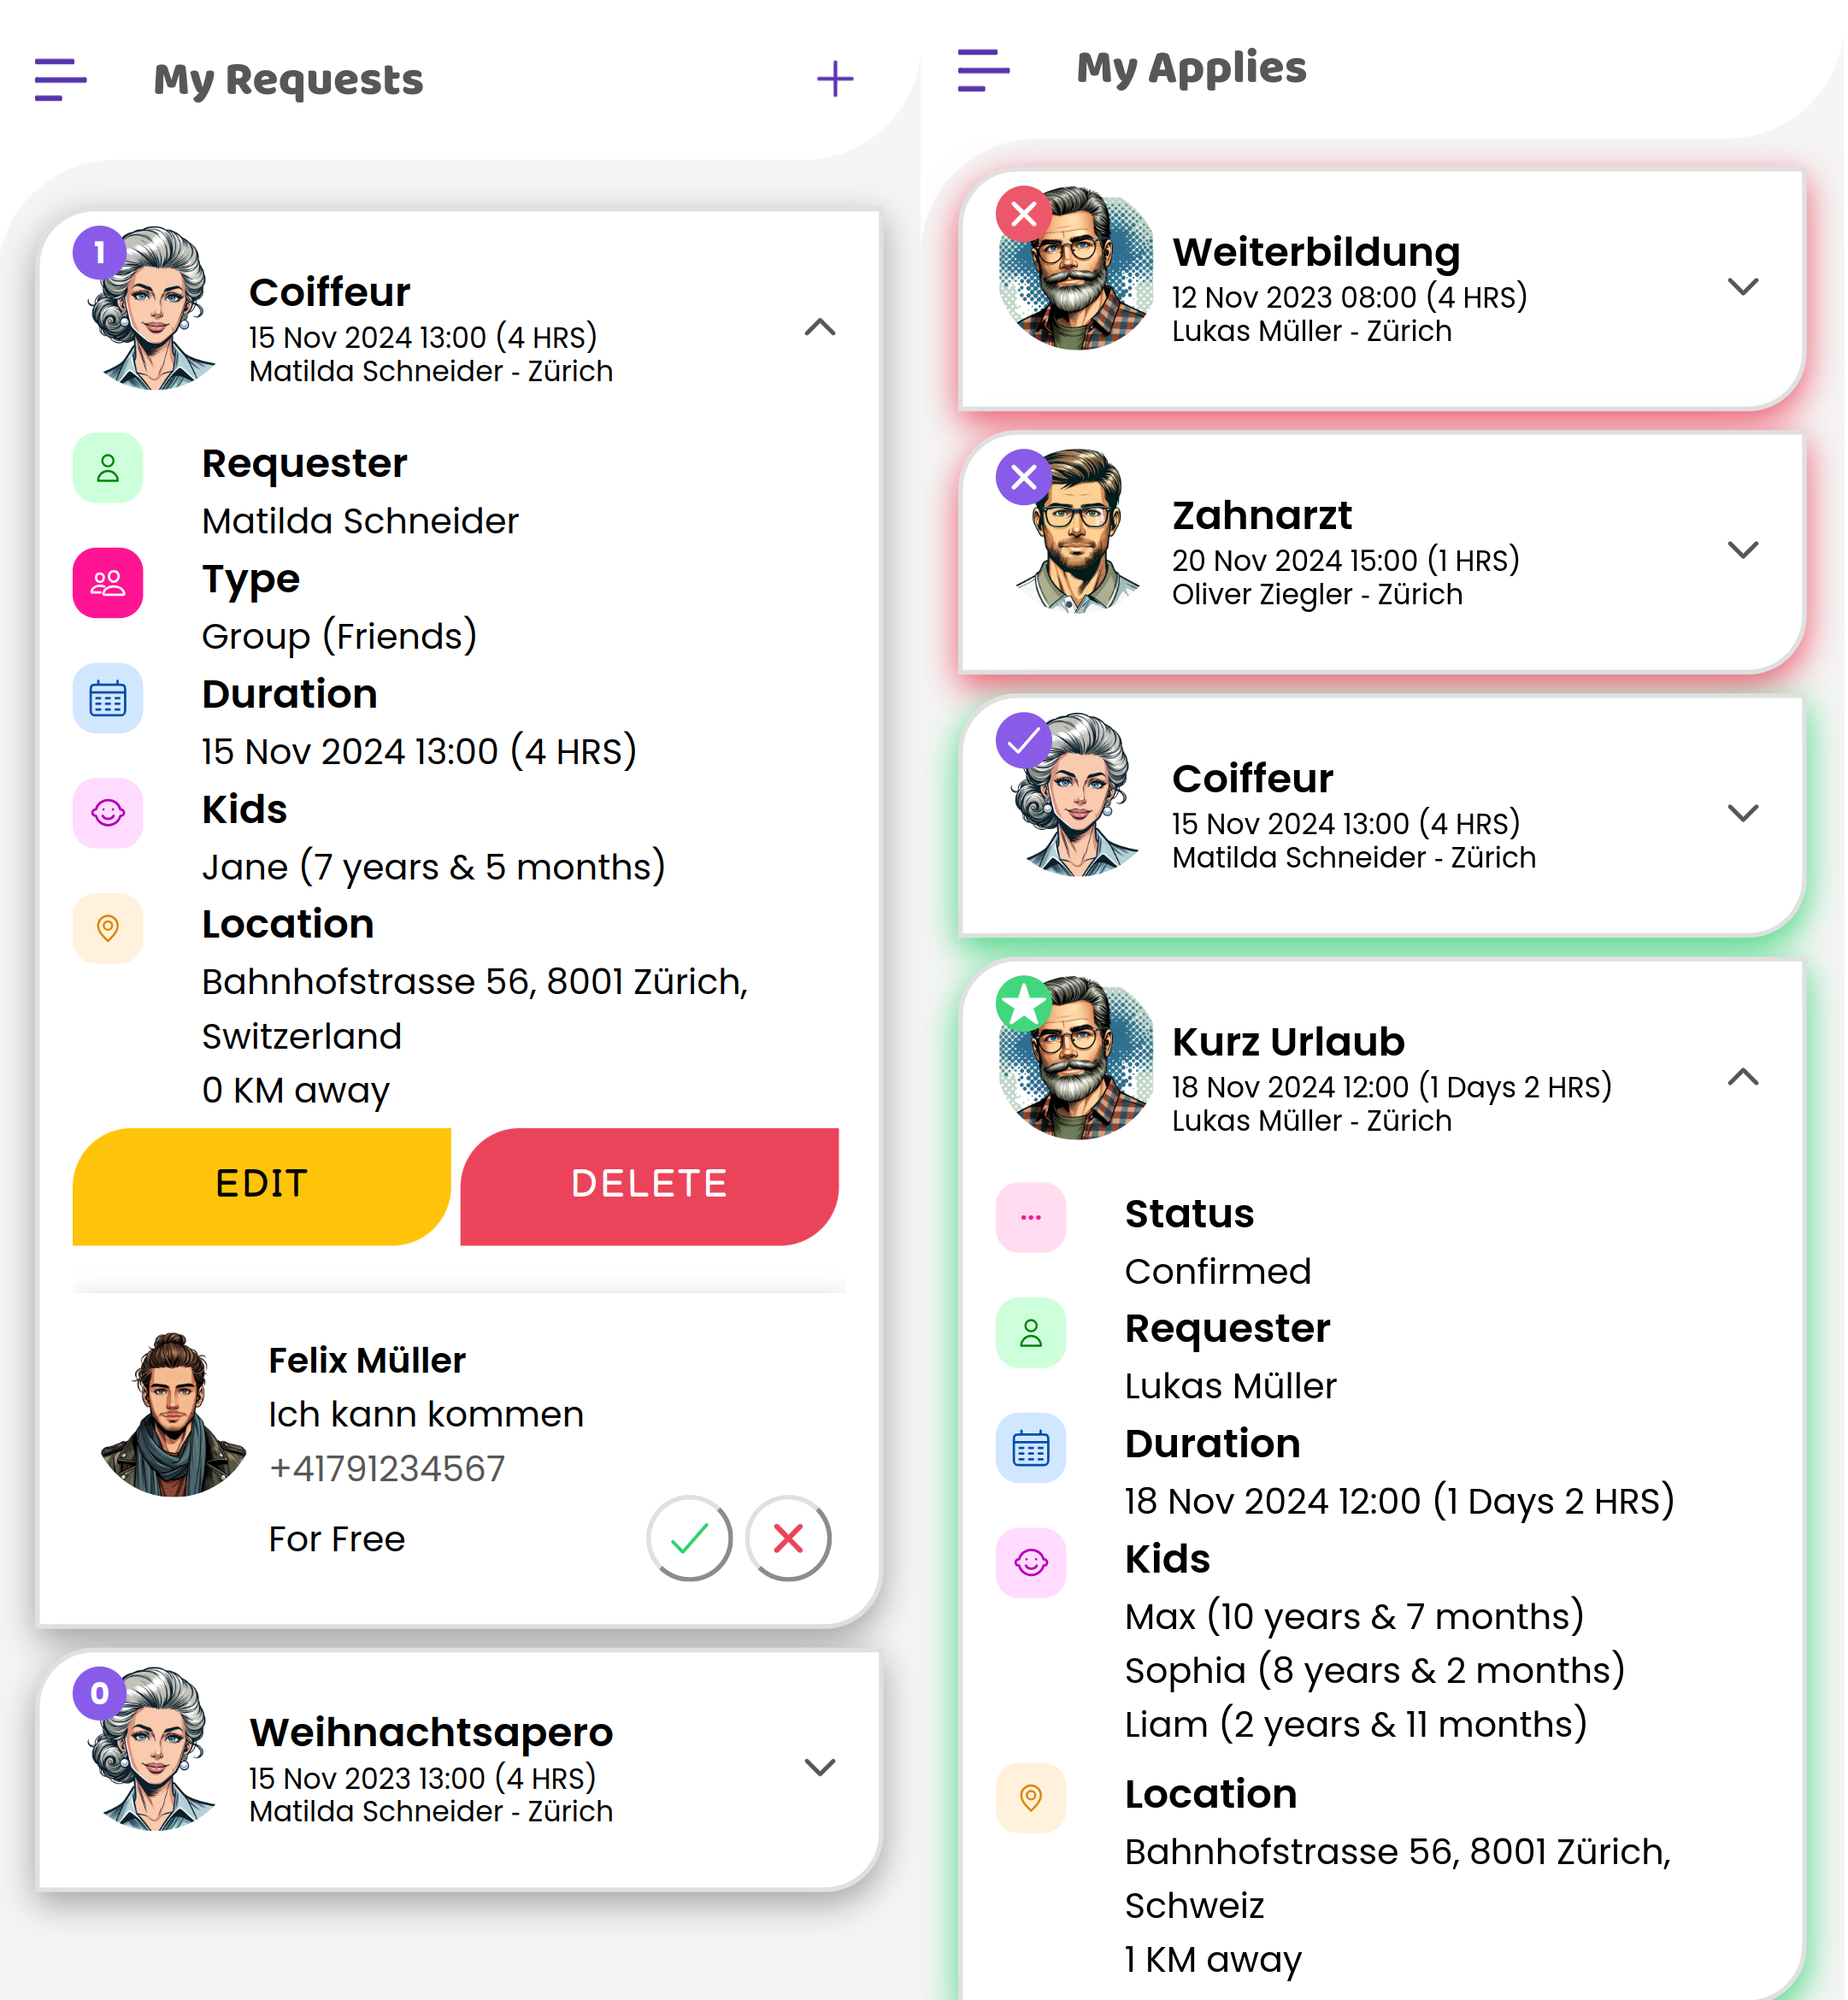 My Requests
1
Coiffeur
15 Nov 2024 13:00 (4 HRS)
Matilda Schneider - Zürich
Requester
Matilda Schneider
Type
Group (Friends)
Duration
15 Nov 2024 13:00 (4 HRS)
Kids
Jane (7 years & 5 months)
Location
Bahnhofstrasse 56, 8001 Zürich,
Switzerland
0 KM away
EDIT
DELETE
Felix Müller
Ich kann kommen
+41791234567
For Free
0
Weihnachtsapero
15 Nov 2023 13:00 (4 HRS)
Matilda Schneider - Zürich
My Applies
Weiterbildung
12 Nov 2023 08:00 (4 HRS)
Lukas Müller - Zürich
Zahnarzt
20 Nov 2024 15:00 (1 HRS)
Oliver Ziegler - Zürich
Coiffeur
15 Nov 2024 13:00 (4 HRS)
Matilda Schneider - Zürich
Kurz Urlaub
18 Nov 2024 12:00 (1 Days 2 HRS)
Lukas Müller - Zürich
Status
Confirmed
Requester
Lukas Müller
Duration
18 Nov 2024 12:00 (1 Days 2 HRS)
Kids
Max (10 years & 7 months)
Sophia (8 years & 2 months)
Liam (2 years & 11 months)
Location
Bahnhofstrasse 56, 8001 Zürich,
Schweiz
1 KM away